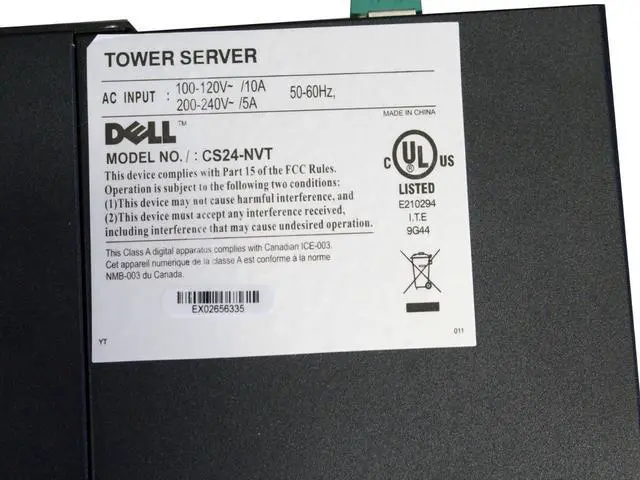 TOWER SERVER
AC INPUT : 100-120V~ /10A 50-60Hz,
200-240V~ /5A
MADE IN CHINA
DELL™
MODEL NO./ : CS24-NVT
This device complies with Part 15 of the FCC Rules.
Operation is subject to the following two conditions:
(1)This device may not cause harmful interference, and
(2)This device must accept any interference received,
including interference that may cause undesired operation.
This Class A digital apparatus complies with Canadian ICE-003.
Cet appareil numérique de la classe A est conforme à la norme
NMB-003 du Canada.
C UL US
LISTED
E210294
I.T.E
9G44
EX02656335
YT
011